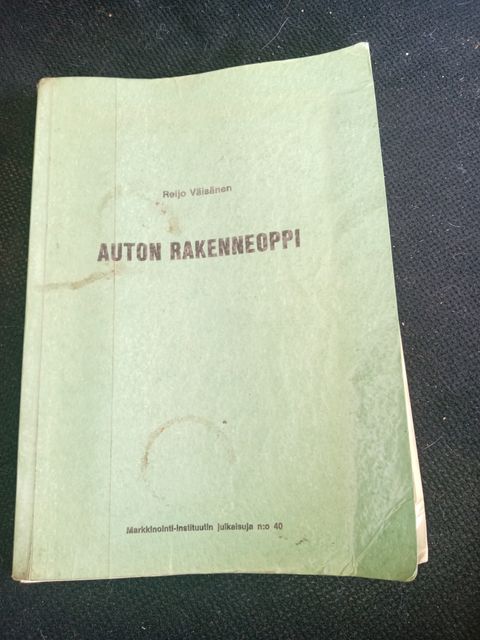 Reijo Väisänen
AUTON RAKENNEOPPI
Markkinointi-instituutin julkaisuja n:o 40